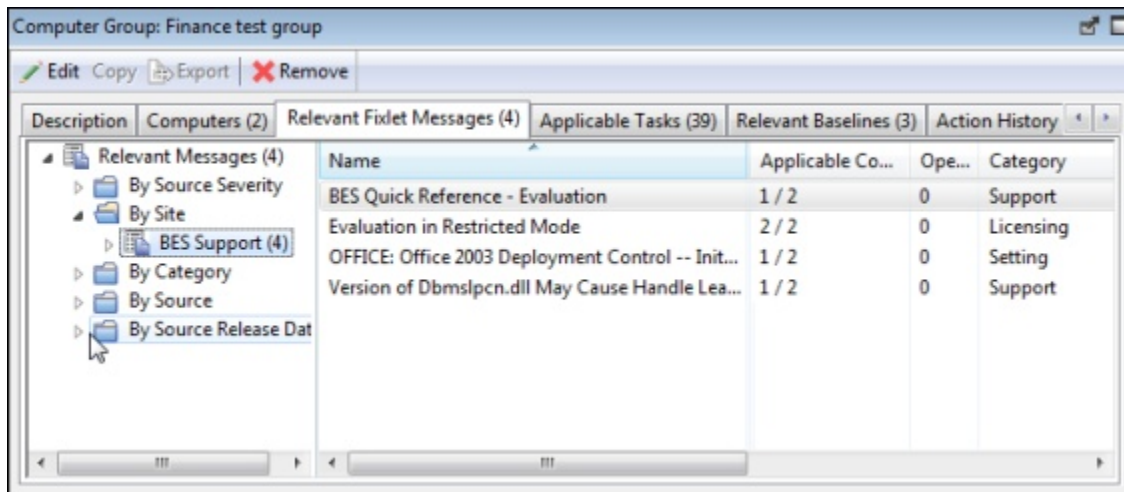 Computer Group: Finance test group
Edit Copy Export Remove
Description Computers (2) Relevant Fixlet Messages (4) Applicable Tasks (39) Relevant Baselines (3) Action History
Relevant Messages (4)
By Source Severity
By Site
BES Support (4)
By Category
By Source
By Source Release Dat
Name Applicable Co... Ope... Category
BES Quick Reference - Evaluation 1 / 2 0 Support
Evaluation in Restricted Mode 2 / 2 0 Licensing
OFFICE: Office 2003 Deployment Control -- Init... 1 / 2 0 Setting
Version of Dbmslpcn.dll May Cause Handle Lea... 1 / 2 0 Support